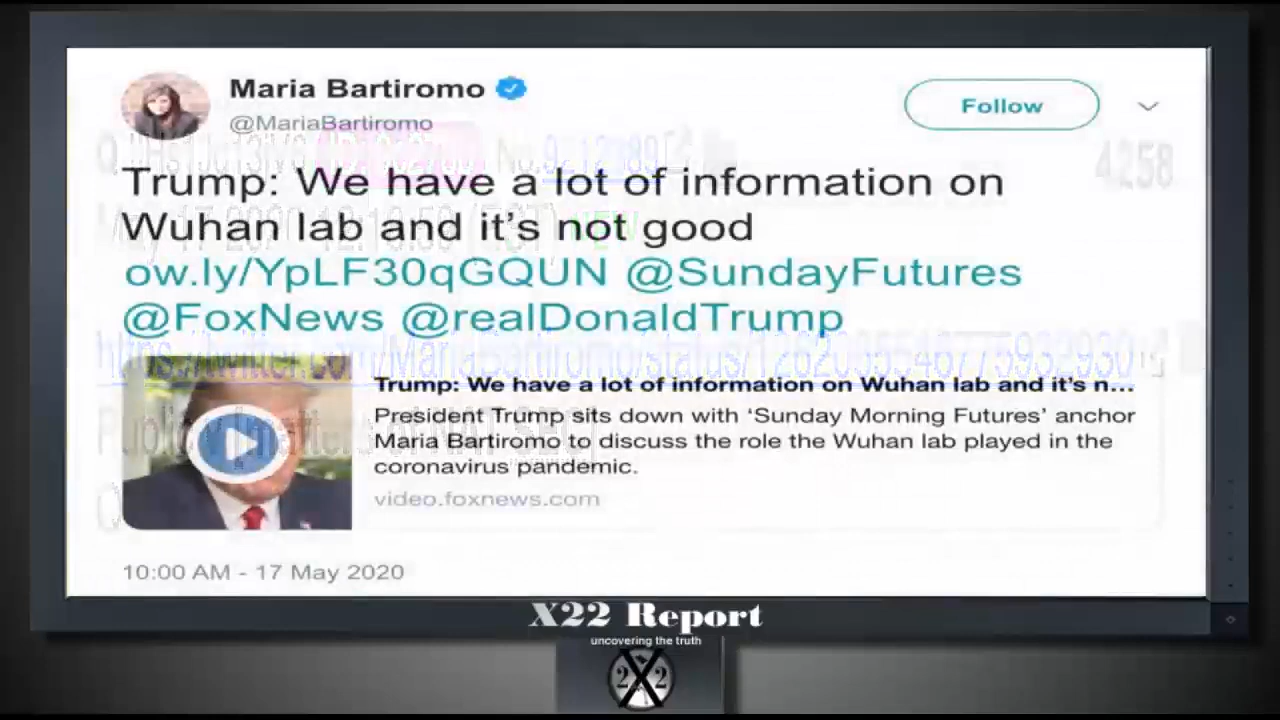 Maria Bartiromo
@MariaBartiromo
Follow
4258
Trump: We have a lot of information on
Wuhan lab and it's not good
ow.ly/YpLF30qGQUN @SundayFutures
@FoxNews @realDonaldTrump
Trump: We have a lot of information on Wuhan lab and it's n...
President Trump sits down with 'Sunday Morning Futures' anchor
Maria Bartiromo to discuss the role the Wuhan lab played in the
coronavirus pandemic.
video.foxnews.com
10:00 AM - 17 May 2020
X22 Report
uncovering the truth
2X2